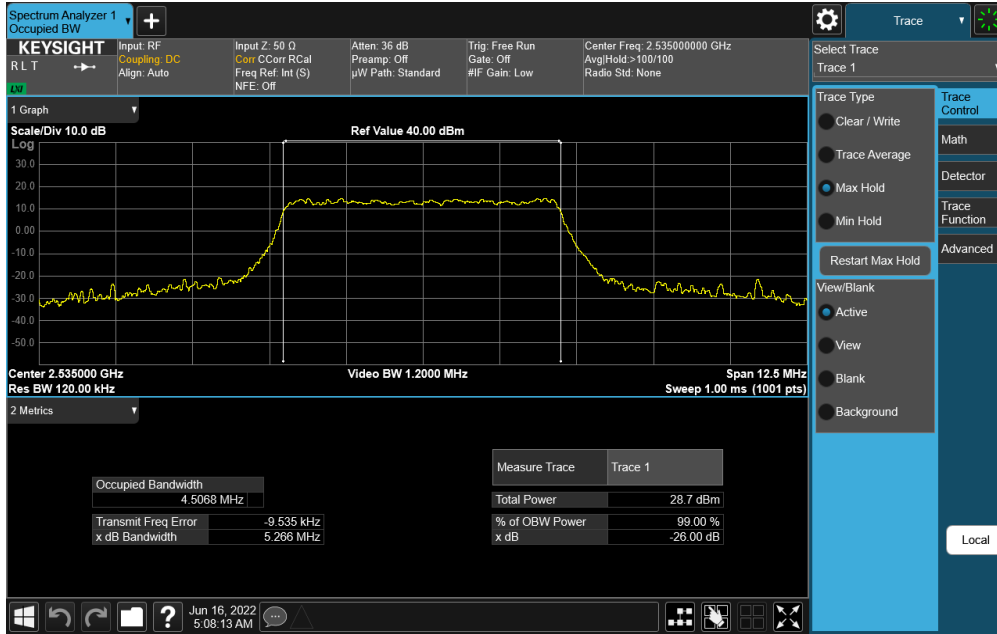 Spectrum Analyzer 1
Occupied BW
+
Trace
KEYSIGHT
R L T
LXI
Input: RF
Coupling: DC
Align: Auto
Input Z: 50 Ω
Corr CCorr RCal
Freq Ref: Int (S)
NFE: Off
Atten: 36 dB
Preamp: Off
µW Path: Standard
Trig: Free Run
Gate: Off
#IF Gain: Low
Center Freq: 2.535000000 GHz
Avg|Hold:>100/100
Radio Std: None
Select Trace
Trace 1
1 Graph
Scale/Div 10.0 dB
Ref Value 40.00 dBm
Log
30.0
20.0
10.0
0.00
-10.0
-20.0
-30.0
-40.0
-50.0
Center 2.535000 GHz
Video BW 1.2000 MHz
Span 12.5 MHz
Res BW 120.00 kHz
Sweep 1.00 ms (1001 pts)
2 Metrics
Measure Trace
Trace 1
Occupied Bandwidth
4.5068 MHz
Total Power
28.7 dBm
Transmit Freq Error
-9.535 kHz
% of OBW Power
99.00 %
x dB Bandwidth
5.266 MHz
x dB
-26.00 dB
Trace Type
Clear / Write
Trace Average
Max Hold
Min Hold
Restart Max Hold
View/Blank
Active
View
Blank
Background
Trace
Control
Math
Detector
Trace
Function
Advanced
Local
?
Jun 16, 2022
5:08:13 AM